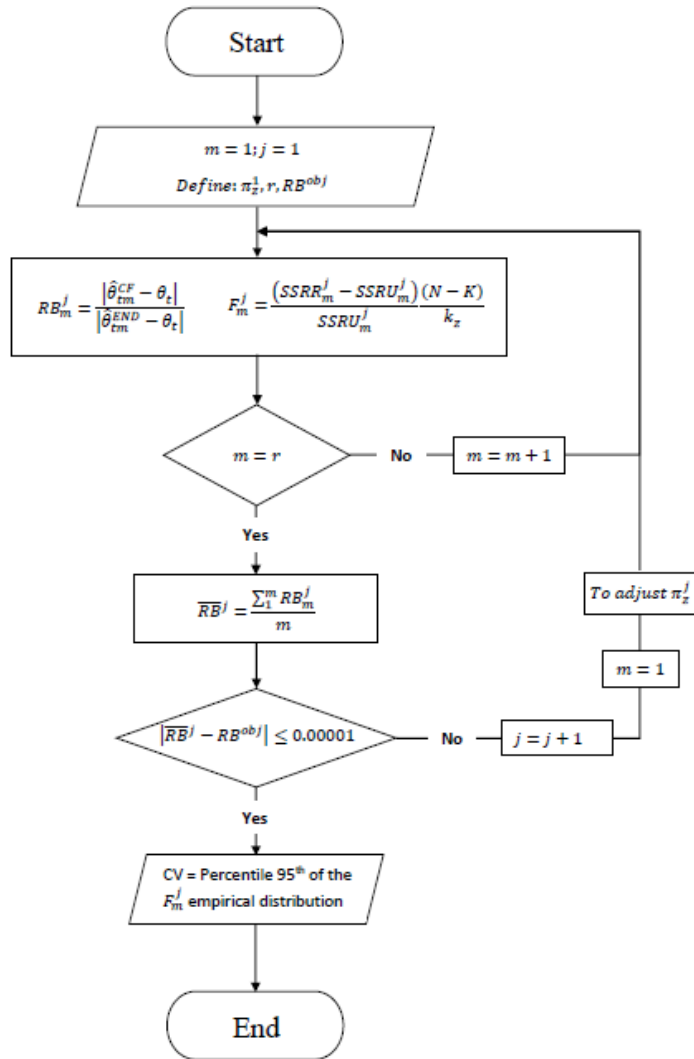 Start
m = 1; j = 1
Define: π_z^1, r, RB^obj
RB_m^j = |θ̂_tm^CF − θ_t| / |θ̂_tm^END − θ_t|    F_m^j = (SSRR_m^j − SSRU_m^j) / SSRU_m^j (N − K) / k_z
m = r
No
m = m + 1
Yes
To adjust π_z^j
R̅B̅^j = ∑_1^m RB_m^j / m
m = 1
|R̅B̅^j − RB^obj| ≤ 0.00001
No
j = j + 1
Yes
CV = Percentile 95th of the
F_m^j empirical distribution
End